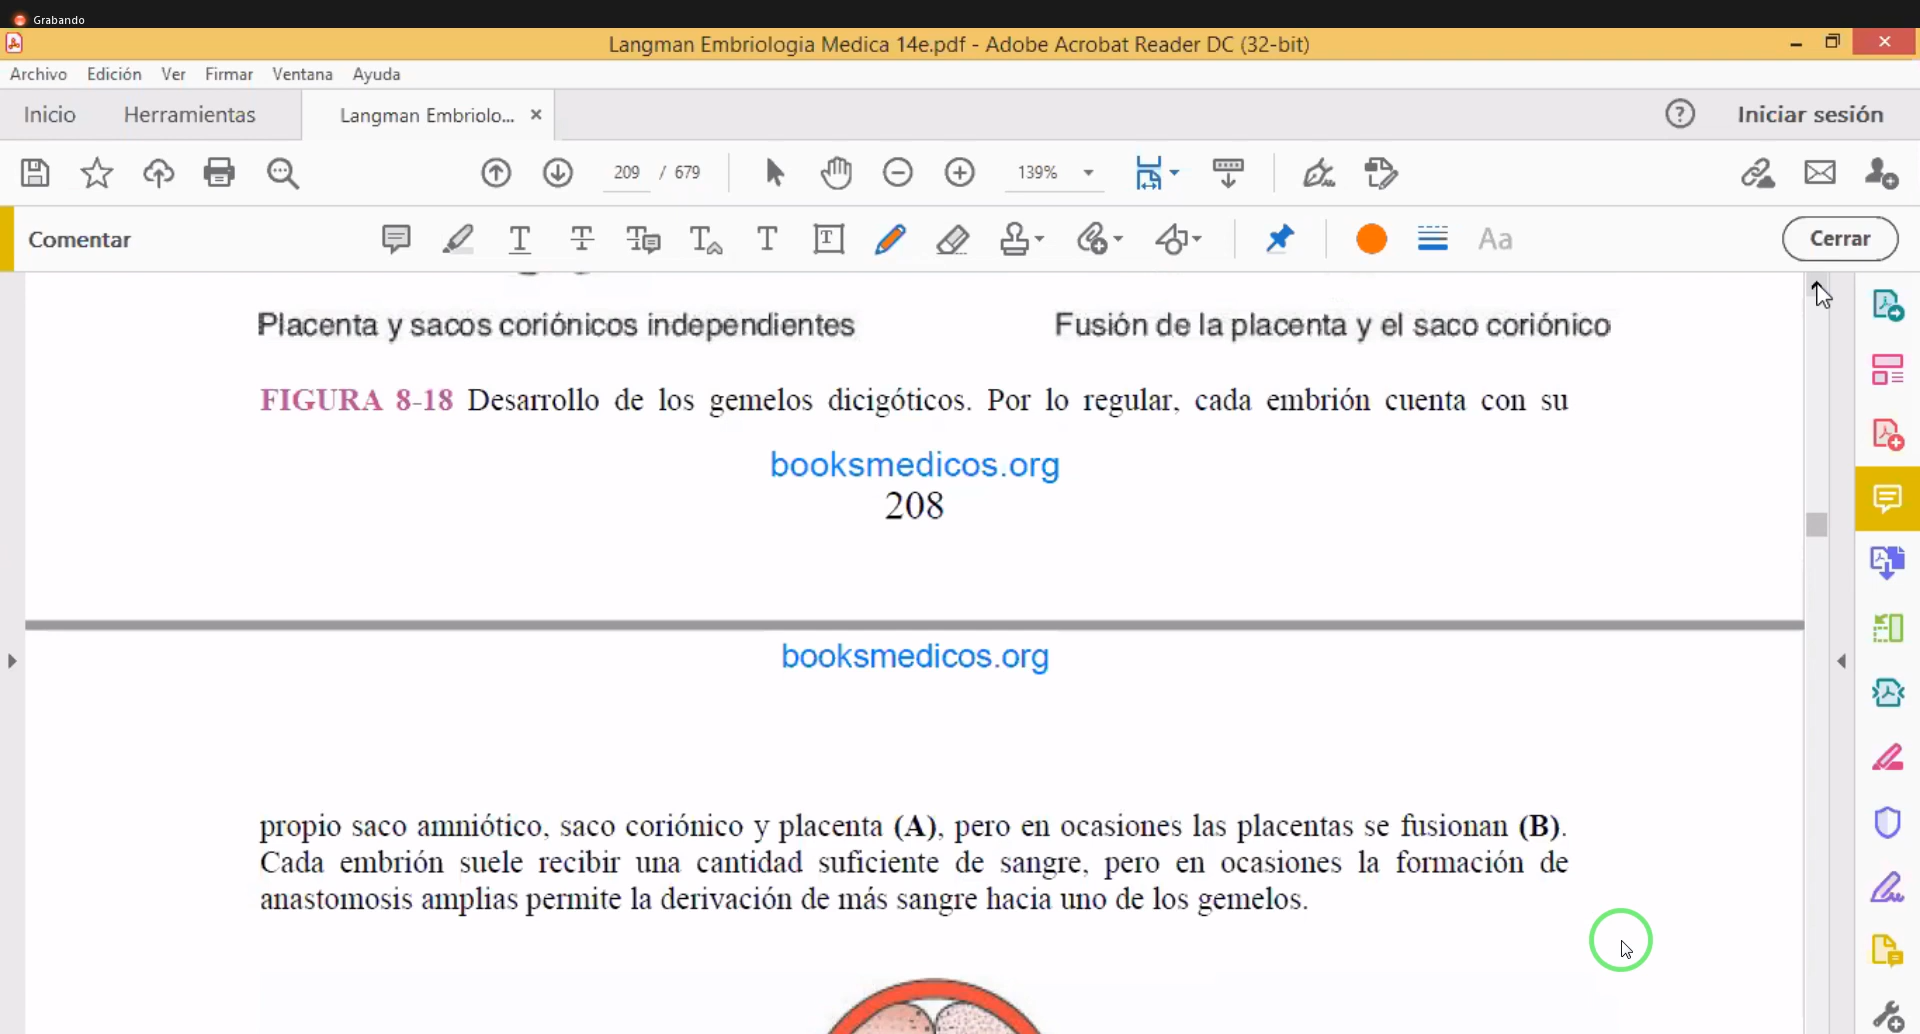 Grabando
Langman Embriologia Medica 14e.pdf - Adobe Acrobat Reader DC (32-bit)
Archivo Edición Ver Firmar Ventana Ayuda
Inicio Herramientas Langman Embriolo... Iniciar sesión
209 / 679 139%
Comentar Aa Cerrar
Placenta y sacos coriónicos independientes Fusión de la placenta y el saco coriónico
FIGURA 8-18 Desarrollo de los gemelos dicigóticos. Por lo regular, cada embrión cuenta con su
booksmedicos.org
208
booksmedicos.org
propio saco amniótico, saco coriónico y placenta (A), pero en ocasiones las placentas se fusionan (B).
Cada embrión suele recibir una cantidad suficiente de sangre, pero en ocasiones la formación de
anastomosis amplias permite la derivación de más sangre hacia uno de los gemelos.